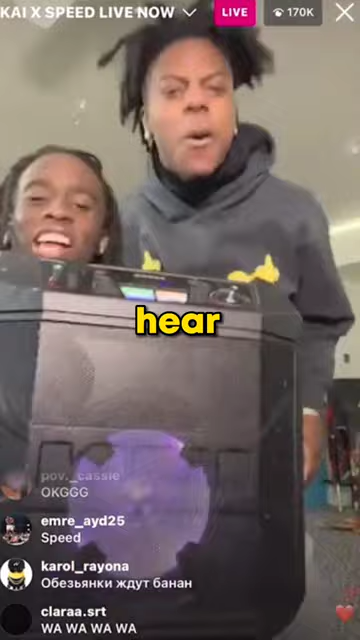 KAI X SPEED LIVE NOW
LIVE
170K
hear
pov._cassie
OKGGG
emre_ayd25
Speed
karol_rayona
Обезьянки ждут банан
claraa.srt
WA WA WA WA